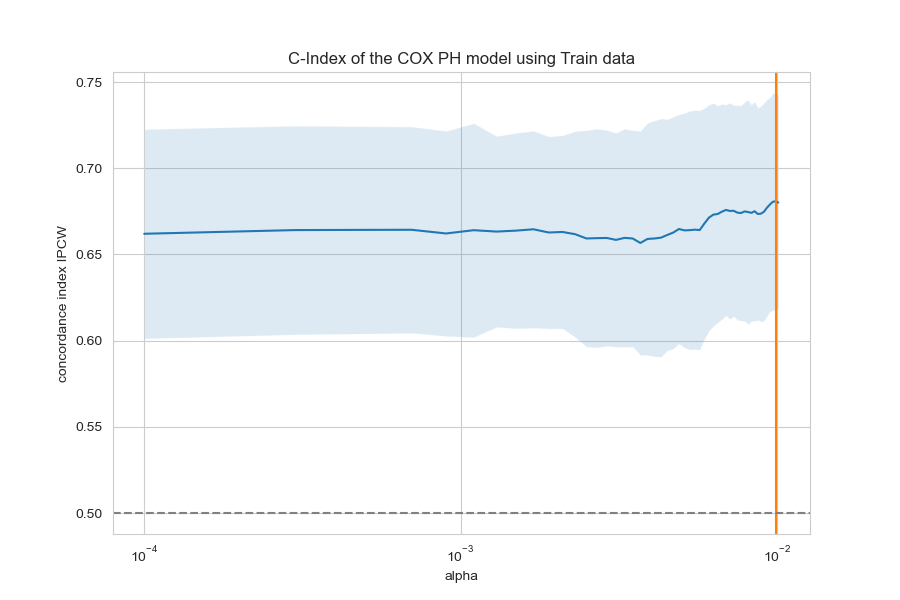 C-Index of the COX PH model using Train data
concordance index IPCW
0.75
0.70
0.65
0.60
0.55
0.50
10⁻⁴ 10⁻³ 10⁻²
alpha